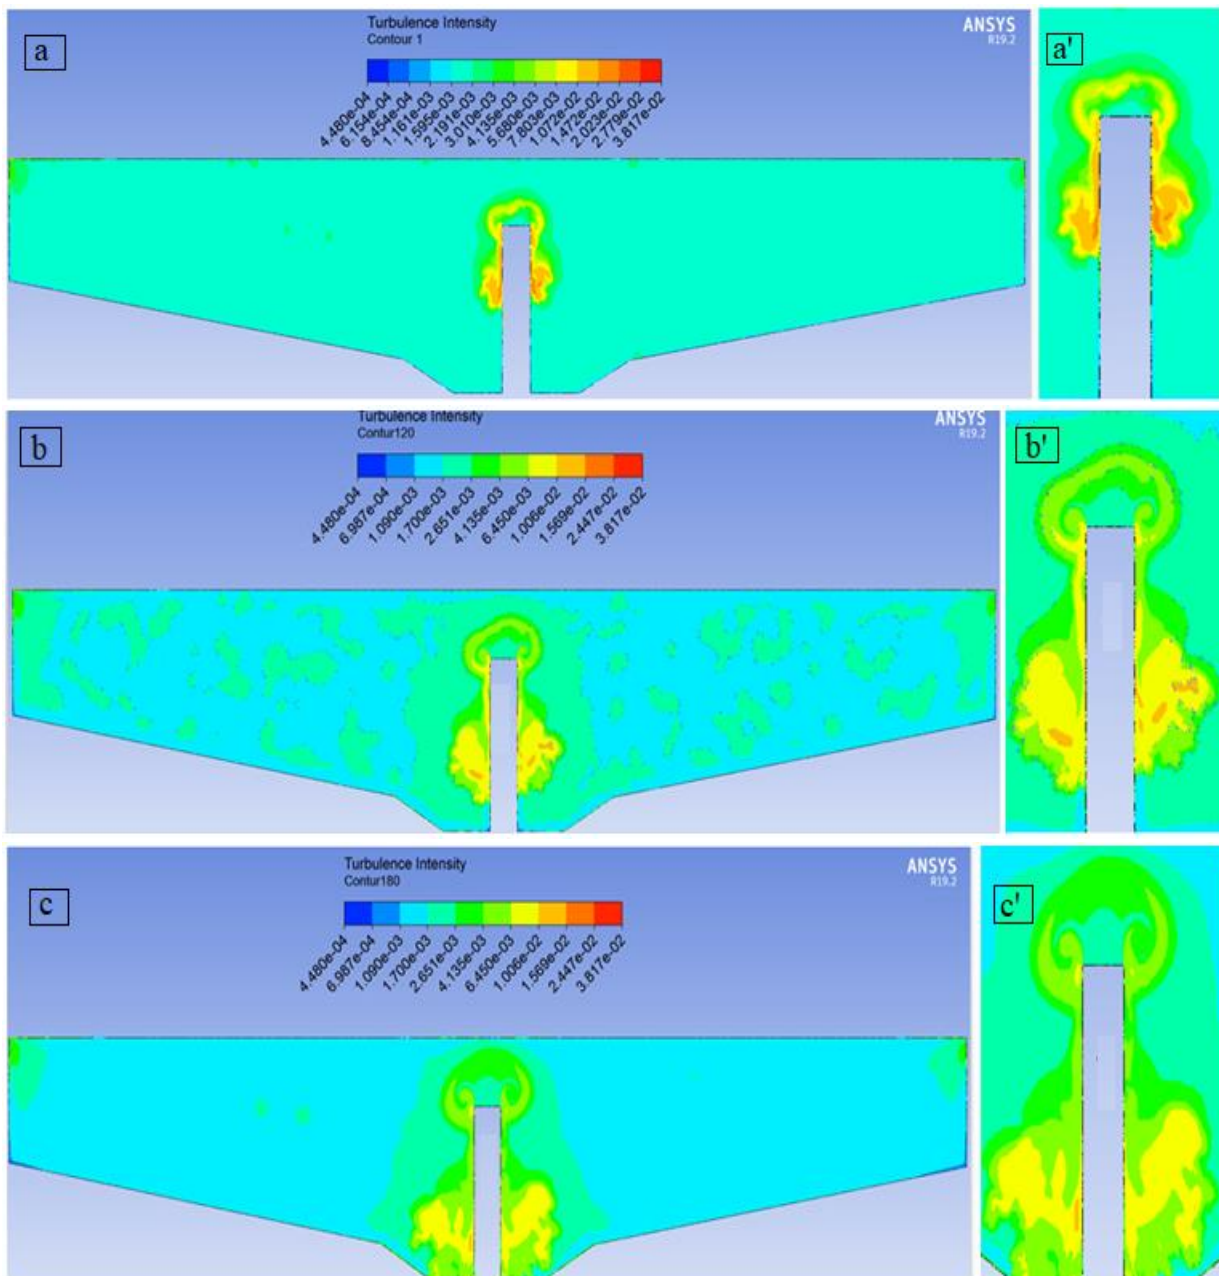 a
Turbulence Intensity
Contour 1
ANSYS
R19.2
4.480e-04
6.154e-04
8.454e-04
1.161e-03
1.595e-03
2.191e-03
3.010e-03
4.135e-03
5.680e-03
7.803e-03
1.072e-02
1.472e-02
2.023e-02
2.779e-02
3.817e-02
a'
b
Turbulence Intensity
Contur120
ANSYS
R19.2
4.480e-04
6.987e-04
1.090e-03
1.700e-03
2.651e-03
4.135e-03
6.450e-03
1.006e-02
1.569e-02
2.447e-02
3.817e-02
b'
c
Turbulence Intensity
Contur180
ANSYS
R19.2
4.480e-04
6.987e-04
1.090e-03
1.700e-03
2.651e-03
4.135e-03
6.450e-03
1.006e-02
1.569e-02
2.447e-02
3.817e-02
c'